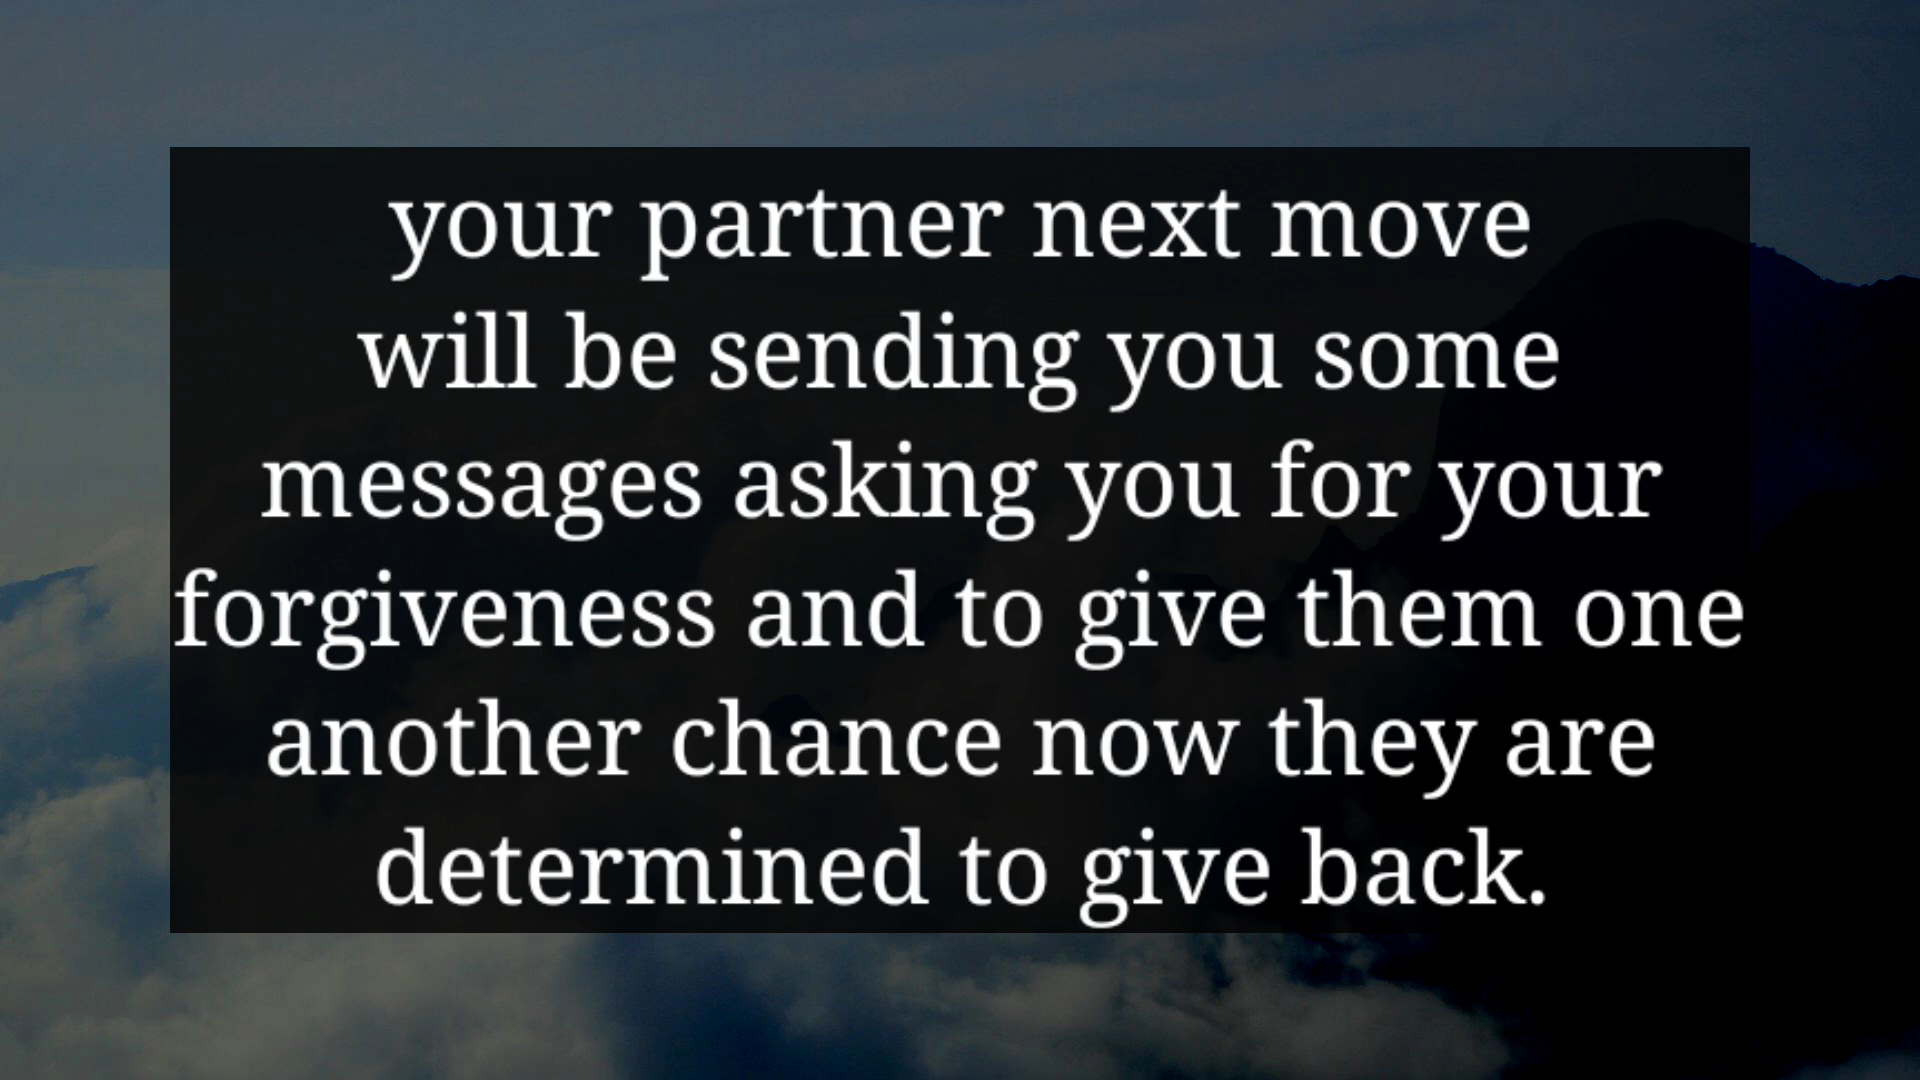 your partner next move
will be sending you some
messages asking you for your
forgiveness and to give them one
another chance now they are
determined to give back.